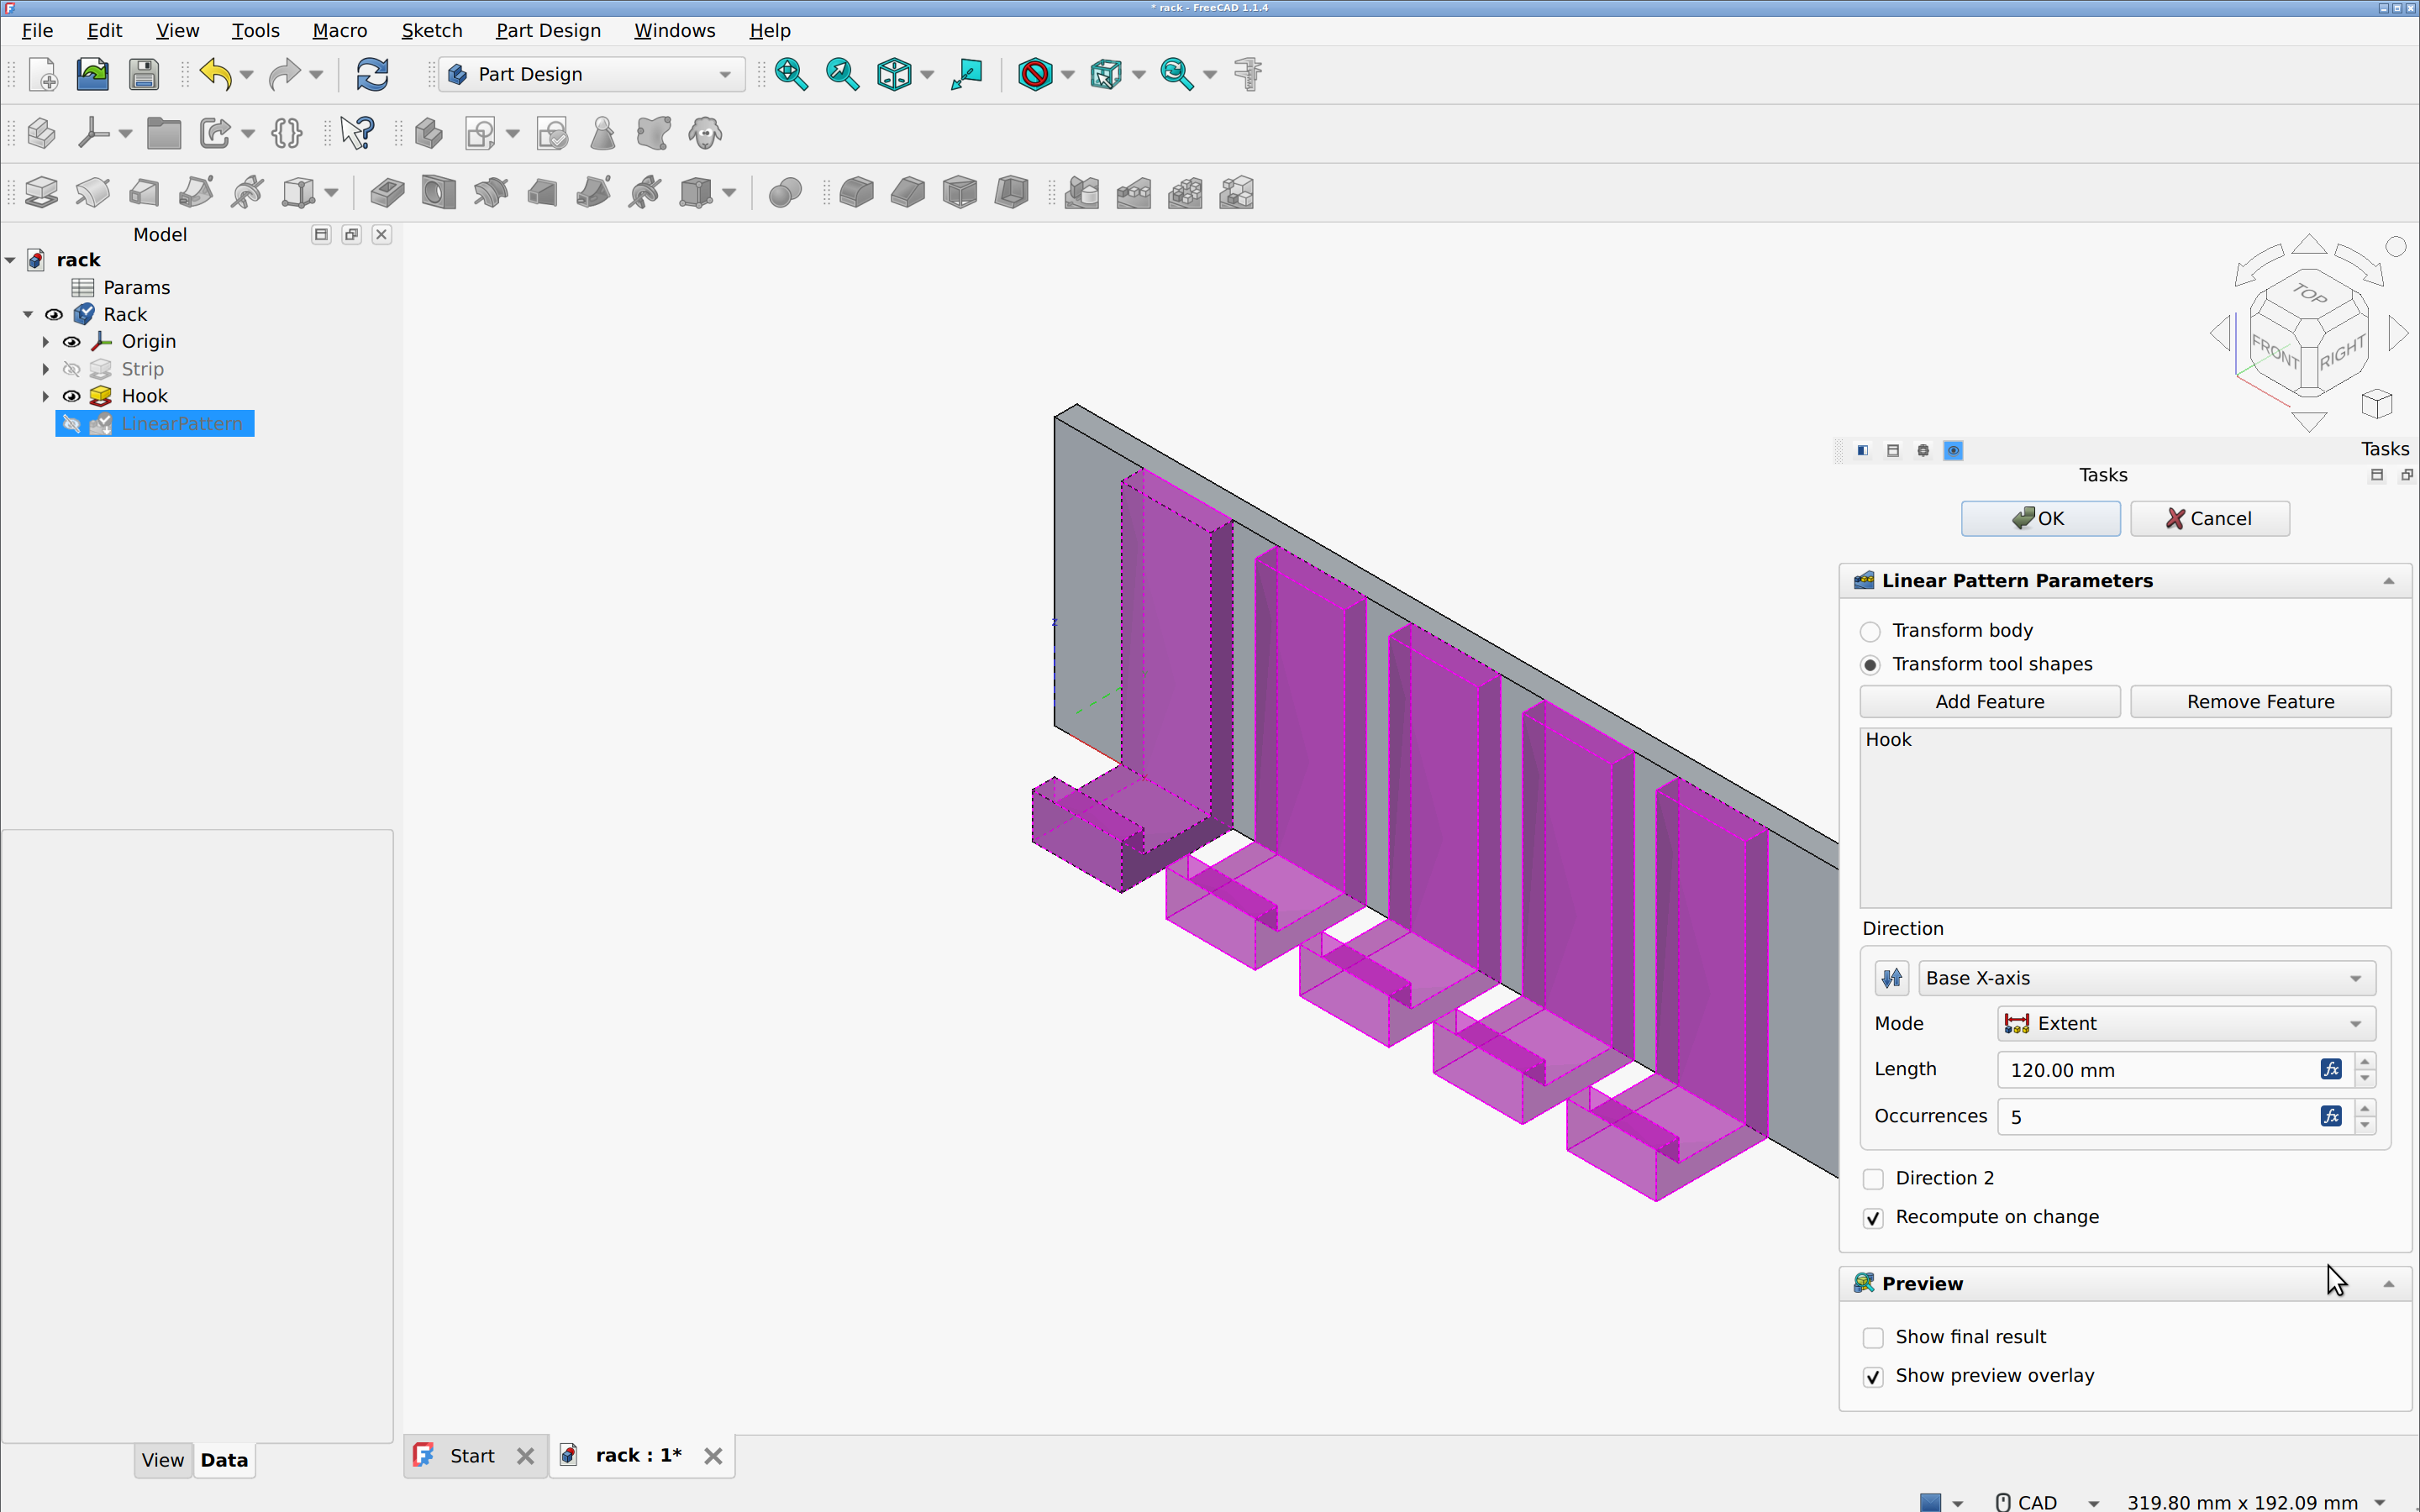 * rack - FreeCAD 1.1.4
File Edit View Tools Macro Sketch Part Design Windows Help
Part Design
Model
rack
Params
Rack
Origin
Strip
Hook
LinearPattern
View Data
z
x
TOP
FRONT
RIGHT
Tasks
Tasks
OK Cancel
Linear Pattern Parameters
Transform body
Transform tool shapes
Add Feature Remove Feature
Hook
Direction
Base X-axis
Mode Extent
Length 120.00 mm
Occurrences 5
Direction 2
Recompute on change
Preview
Show final result
Show preview overlay
Start rack : 1*
CAD 319.80 mm x 192.09 mm